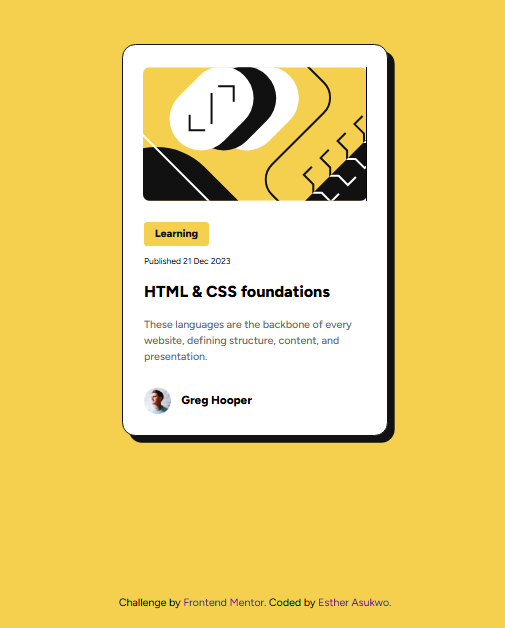 Learning
Published 21 Dec 2023
HTML & CSS foundations
These languages are the backbone of every
website, defining structure, content, and
presentation.
Greg Hooper
Challenge by Frontend Mentor. Coded by Esther Asukwo.